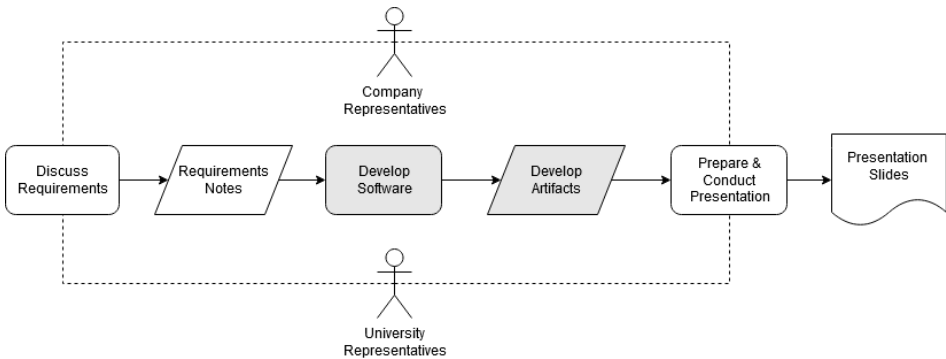 Company
Representatives
Discuss
Requirements
Requirements
Notes
Develop
Software
Develop
Artifacts
Prepare &
Conduct
Presentation
Presentation
Slides
University
Representatives